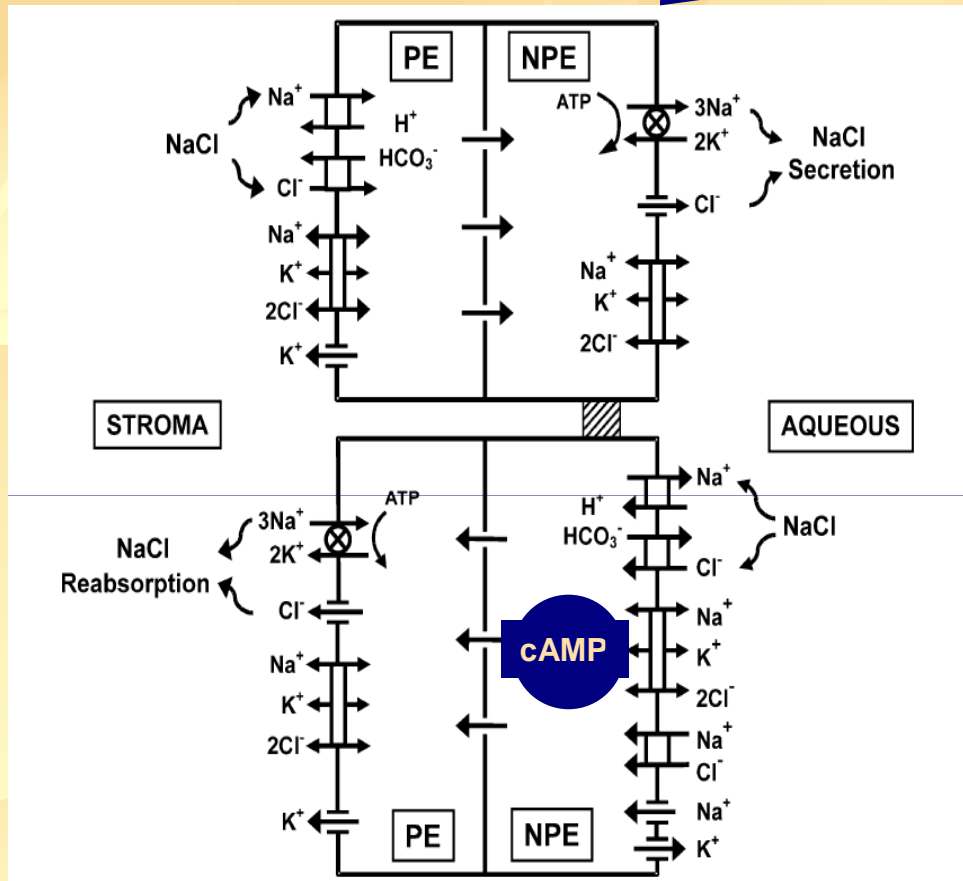 PE
NPE
Na⁺
H⁺
HCO₃⁻
Cl⁻
NaCl
Na⁺
K⁺
2Cl⁻
K⁺
ATP
3Na⁺
2K⁺
NaCl
Secretion
Cl⁻
Na⁺
K⁺
2Cl⁻
STROMA
AQUEOUS
ATP
3Na⁺
2K⁺
NaCl
Reabsorption
Cl⁻
Na⁺
K⁺
2Cl⁻
K⁺
PE
NPE
cAMP
Na⁺
H⁺
HCO₃⁻
Cl⁻
NaCl
Na⁺
K⁺
2Cl⁻
Na⁺
Cl⁻
Na⁺
K⁺